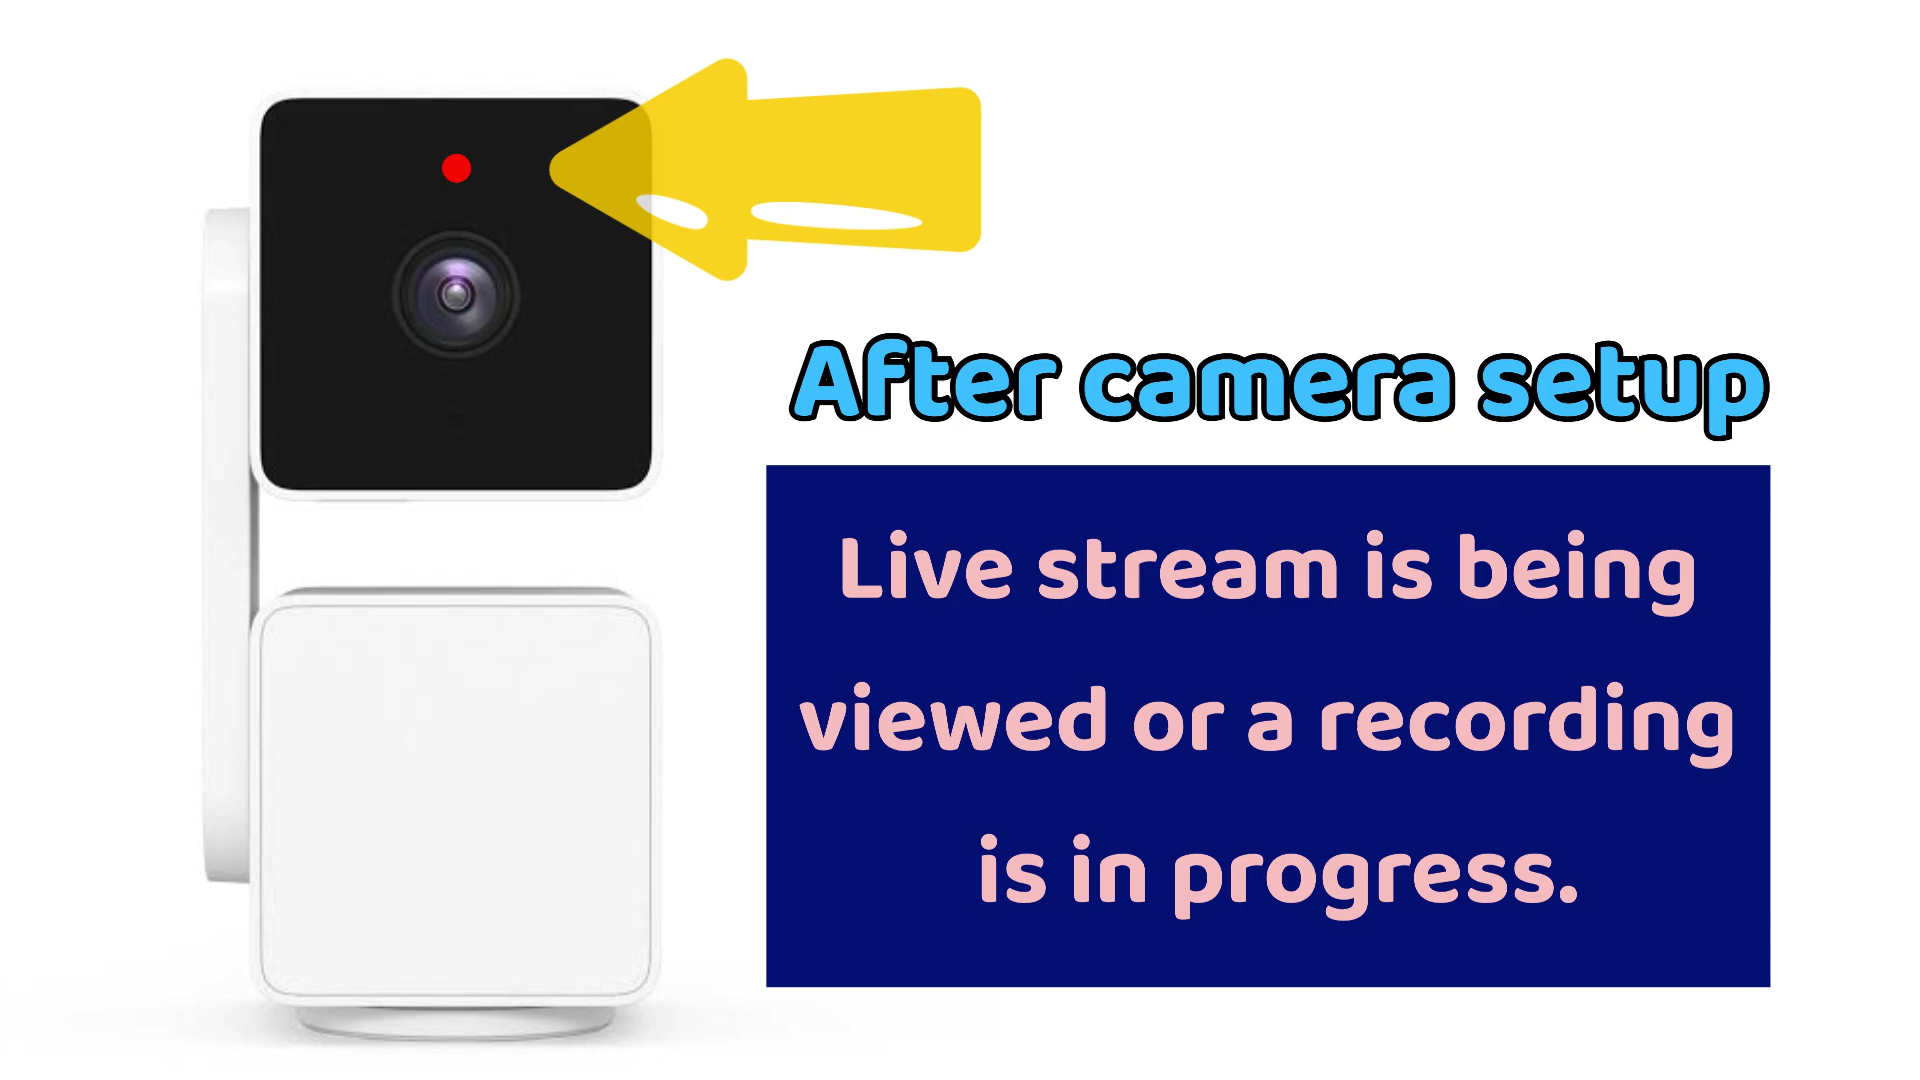 After camera setup
Live stream is being
viewed or a recording
is in progress.